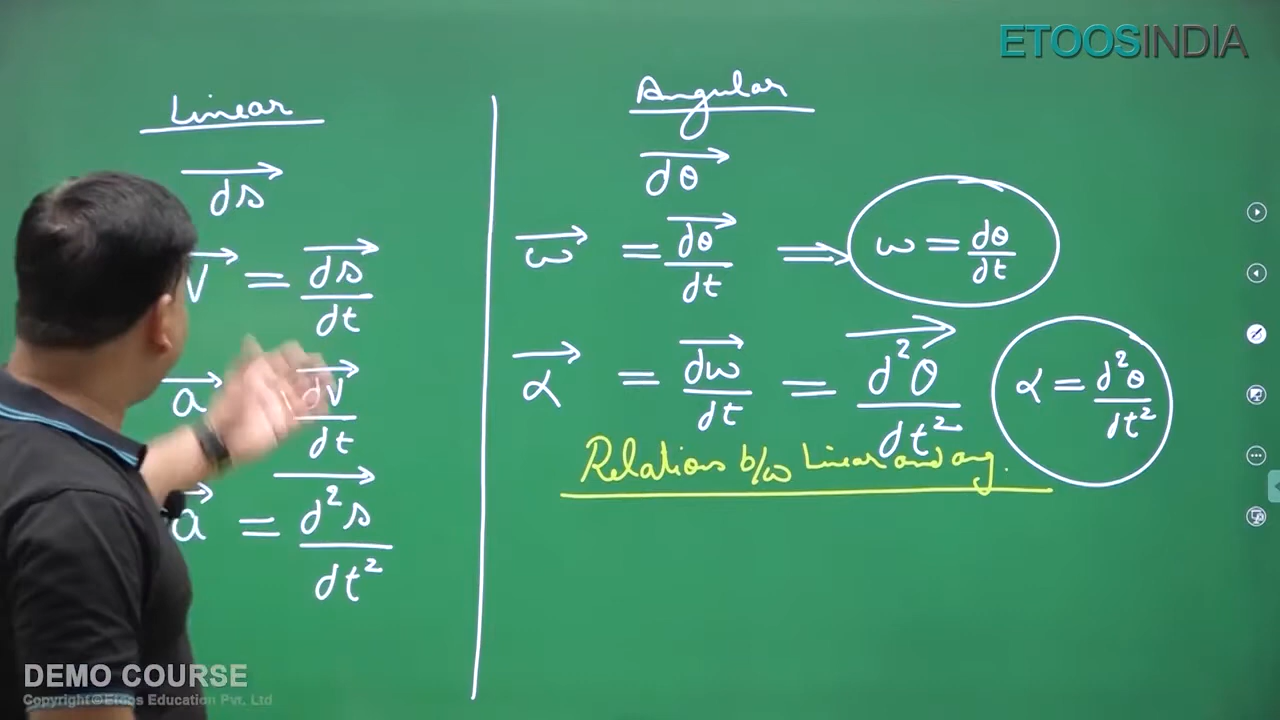 ETOOSINDIA
Linear
→ds
→V = →ds/dt
→a = →dV/dt
→a = →d²s/dt²
Angular
→dθ
→ω = →dθ/dt ⇒ ω = dθ/dt
→α = →dω/dt = →d²θ/dt² α = d²θ/dt²
Relations b/w Linear and ang.
DEMO COURSE
Copyright © Etoos Education Pvt. Ltd